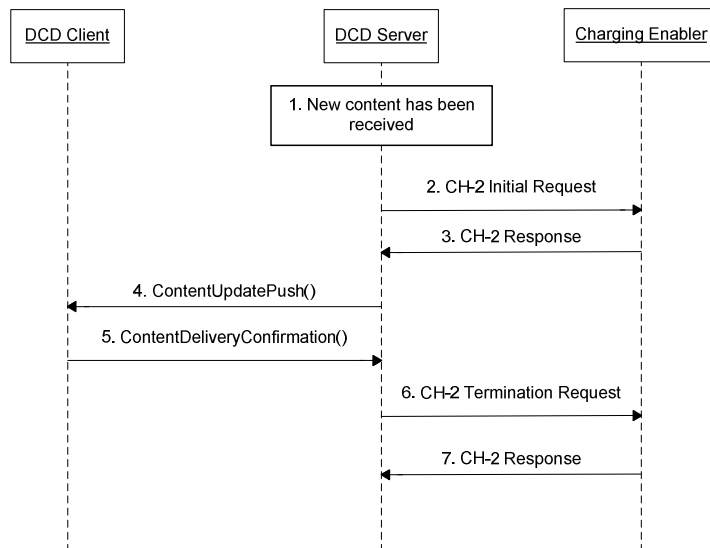 DCD Client
DCD Server
Charging Enabler
1. New content has been
received
2. CH-2 Initial Request
3. CH-2 Response
4. ContentUpdatePush()
5. ContentDeliveryConfirmation()
6. CH-2 Termination Request
7. CH-2 Response